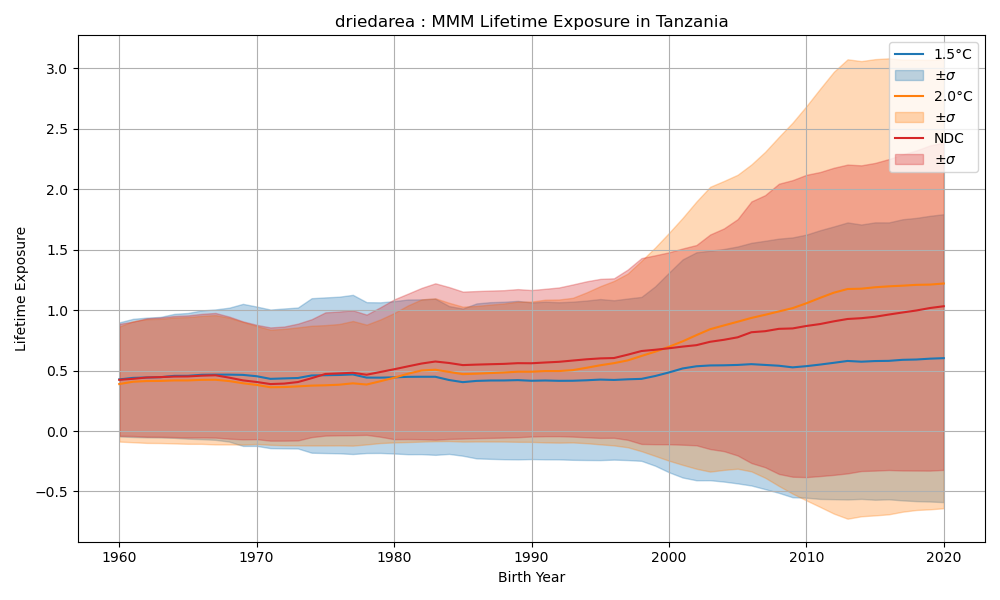 driedarea : MMM Lifetime Exposure in Tanzania
3.0
2.5
2.0
1.5
1.0
0.5
0.0
−0.5
Lifetime Exposure
1960
1970
1980
1990
2000
2010
2020
Birth Year
1.5°C
±σ
2.0°C
±σ
NDC
±σ